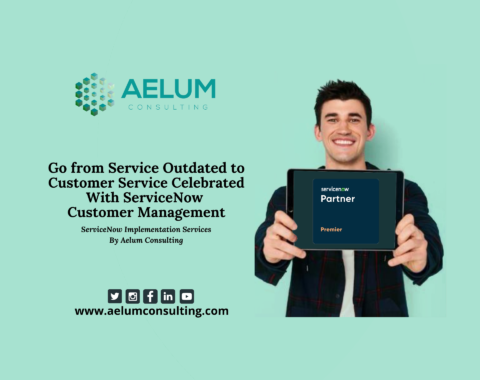 AELUM
CONSULTING
Go from Service Outdated to
Customer Service Celebrated
With ServiceNow
Customer Management
ServiceNow Implementation Services
By Aelum Consulting
www.aelumconsulting.com
servicenow
Partner
Premier